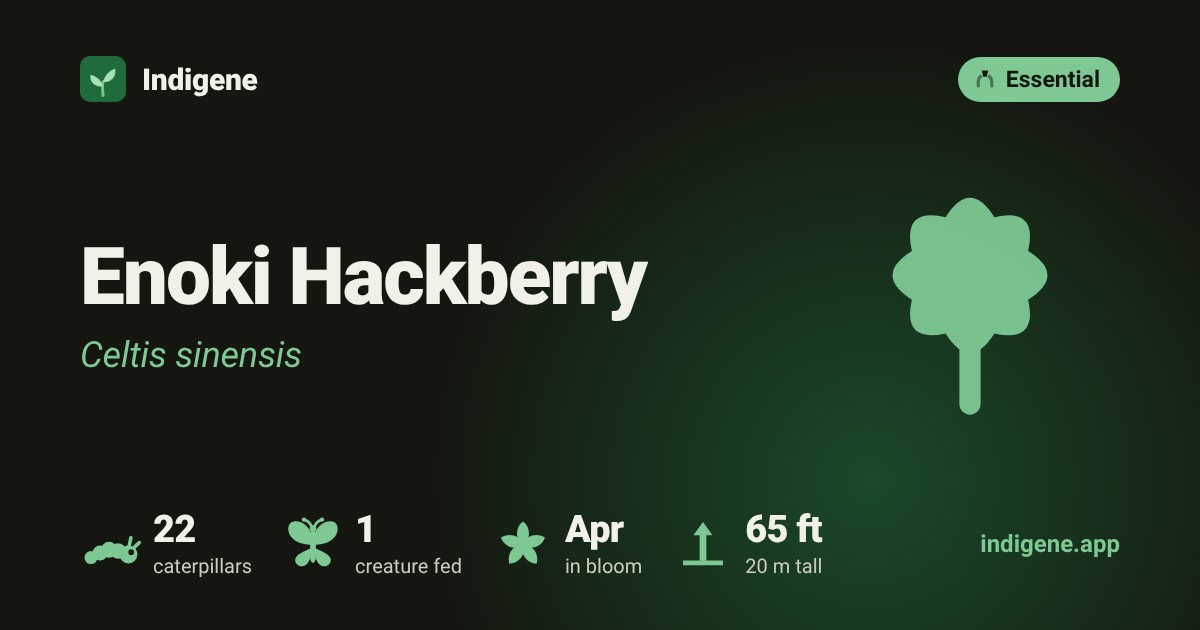 Indigene
Essential
Enoki Hackberry
Celtis sinensis
22
caterpillars
1
creature fed
Apr
in bloom
65 ft
20 m tall
indigene.app